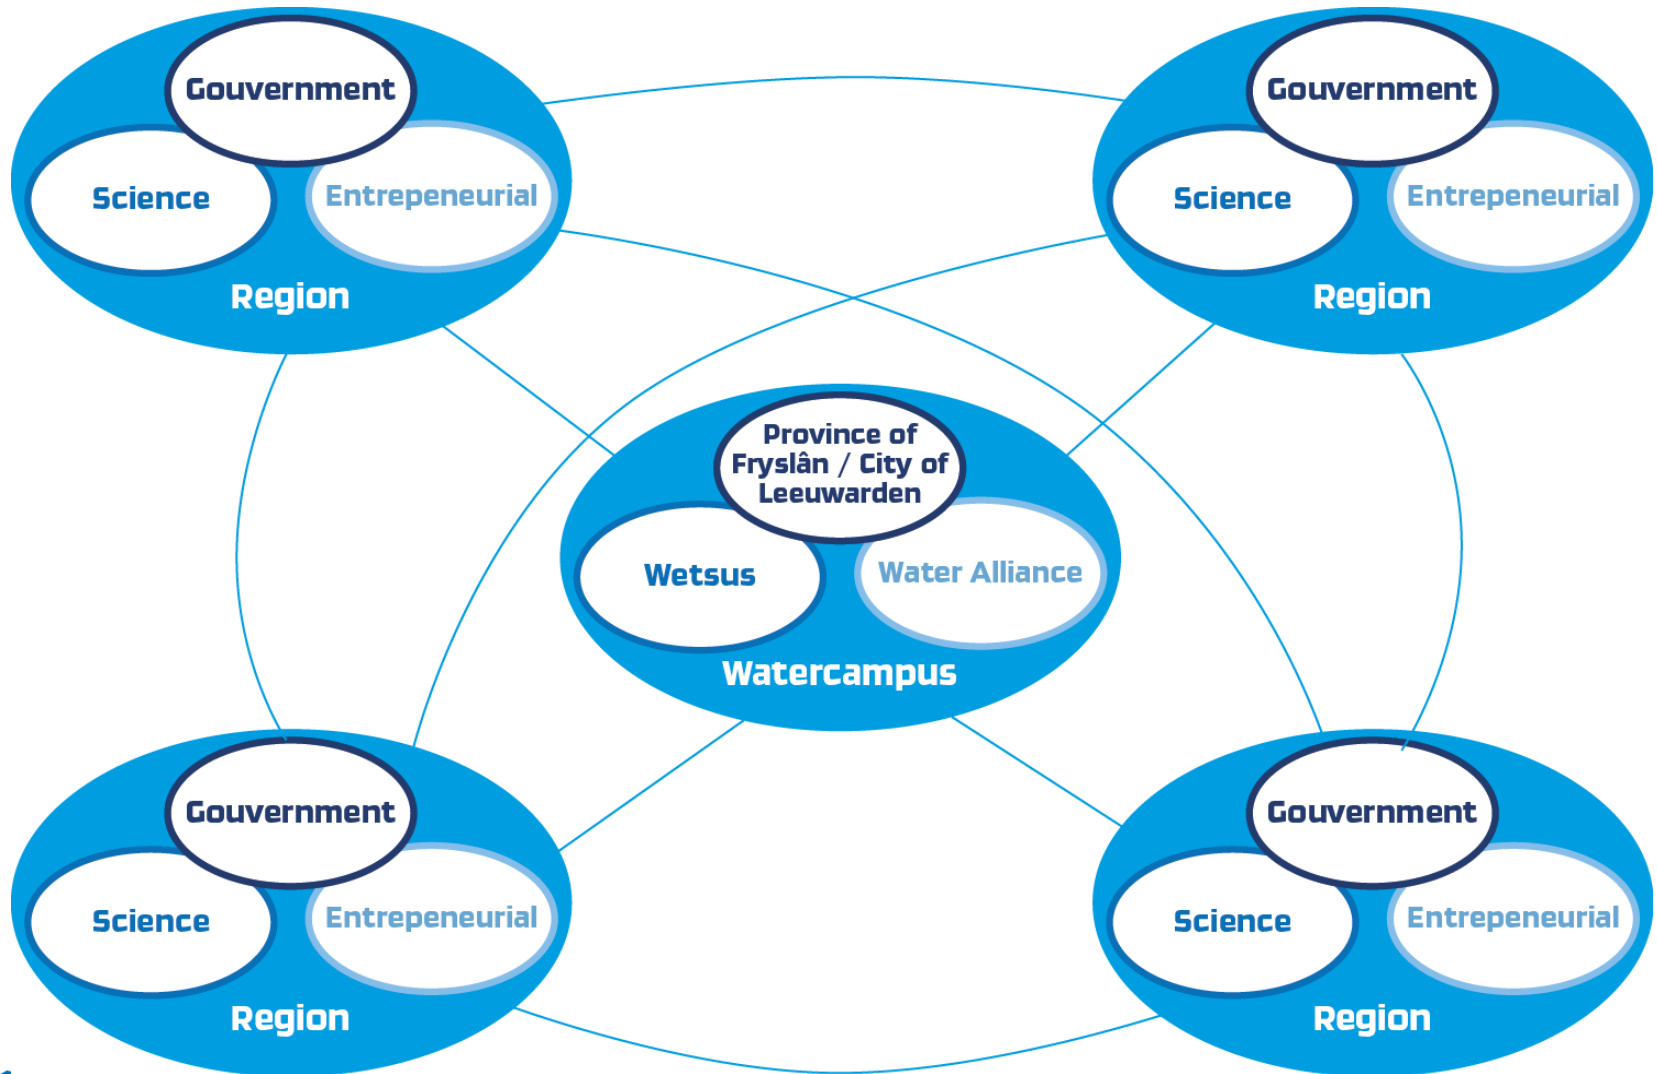 Gouvernment
Science
Entrepeneurial
Region
Gouvernment
Science
Entrepeneurial
Region
Province of
Fryslân / City of
Leeuwarden
Wetsus
Water Alliance
Watercampus
Gouvernment
Science
Entrepeneurial
Region
Gouvernment
Science
Entrepeneurial
Region